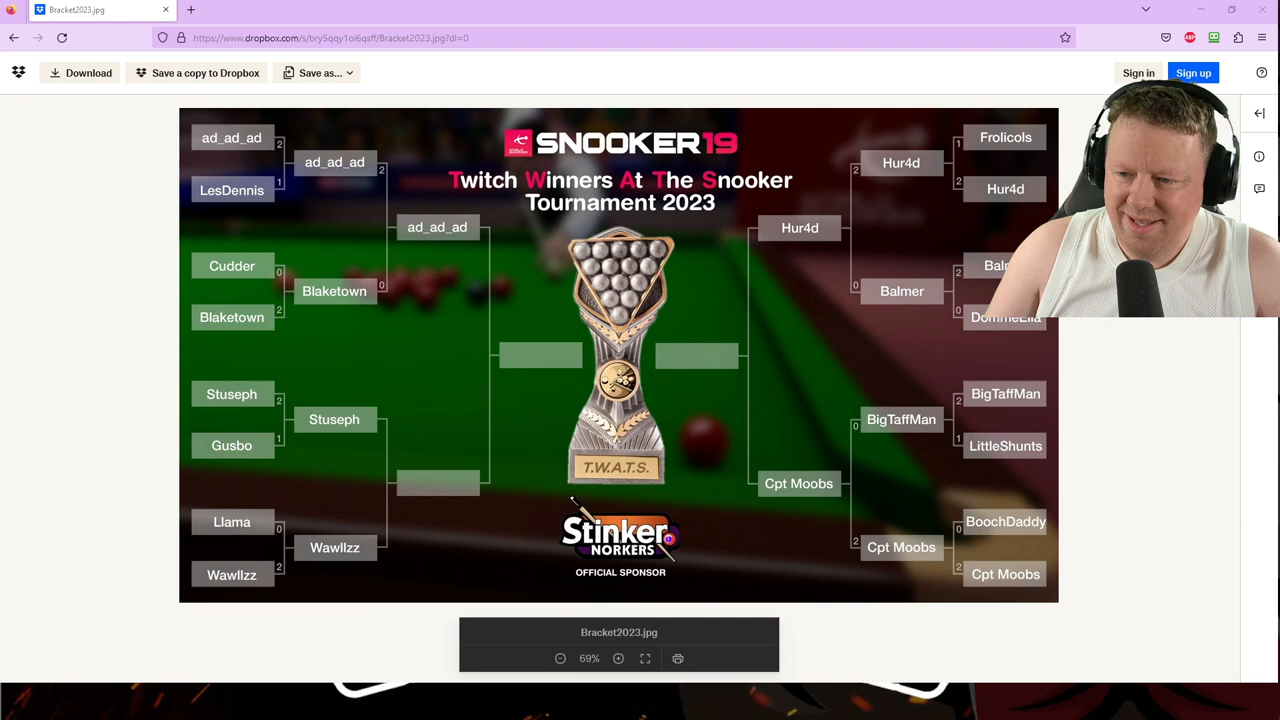 Bracket2023.jpg
https://www.dropbox.com/s/bry5qqy1oi6qsff/Bracket2023.jpg?dl=0
ABP
Download
Save a copy to Dropbox
Save as...
Sign in
Sign up
SNOOKER19
Twitch Winners At The Snooker
Tournament 2023
ad_ad_ad
2
LesDennis
1
ad_ad_ad
2
Cudder
0
Blaketown
2
Blaketown
0
ad_ad_ad
Stuseph
2
Gusbo
1
Stuseph
Llama
0
Wawllzz
2
Wawllzz
T.W.A.T.S.
Stinker
NORKERS
OFFICIAL SPONSOR
Hur4d
2
Hur4d
0
Balmer
1
Frolicols
2
Hur4d
2
0
Cpt Moobs
0
BigTaffMan
2
Cpt Moobs
2
BigTaffMan
1
LittleShunts
0
BoochDaddy
2
Cpt Moobs
Bracket2023.jpg
69%